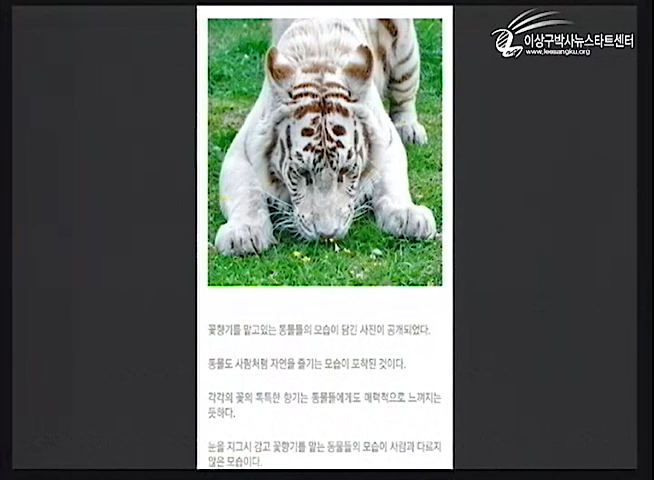 이상구박사뉴스타트센터
www.leesangku.org
꽃향기를 맡고있는 동물들의 모습이 담긴 사진이 공개되었다.
동물도 사람처럼 자연을 즐기는 모습이 포착된 것이다.
각각의 꽃의 독특한 향기는 동물들에게도 매력적으로 느껴지는
듯하다.
눈을 지그시 감고 꽃향기를 맡는 동물들의 모습이 사람과 다르지
않은 모습이다.